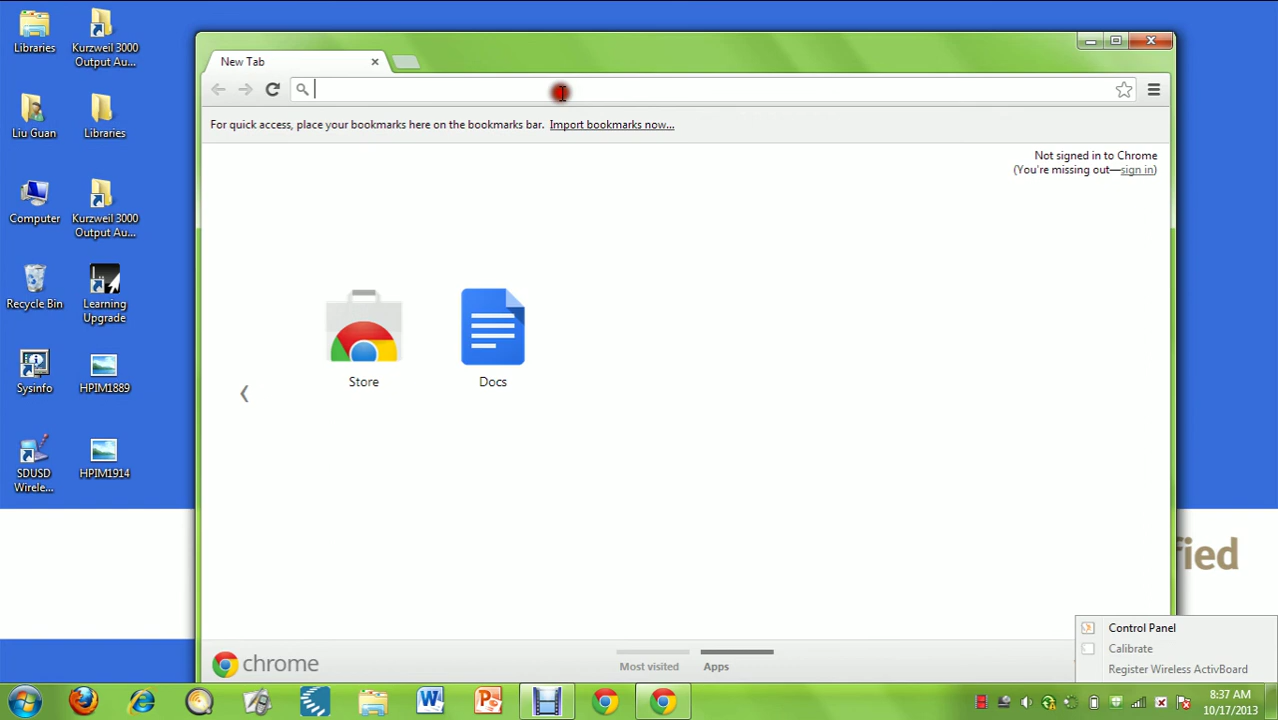 Libraries
Kurzweil 3000
Output Au...
Liu Guan
Libraries
Computer
Kurzweil 3000
Output Au...
Recycle Bin
Learning
Upgrade
Sysinfo
HPIM1889
SDUSD
Wirele...
HPIM1914
New Tab
For quick access, place your bookmarks here on the bookmarks bar. Import bookmarks now...
Not signed in to Chrome
(You're missing out—sign in)
Store
Docs
fied
chrome
Most visited
Apps
Control Panel
Calibrate
Register Wireless ActivBoard
8:37 AM
10/17/2013